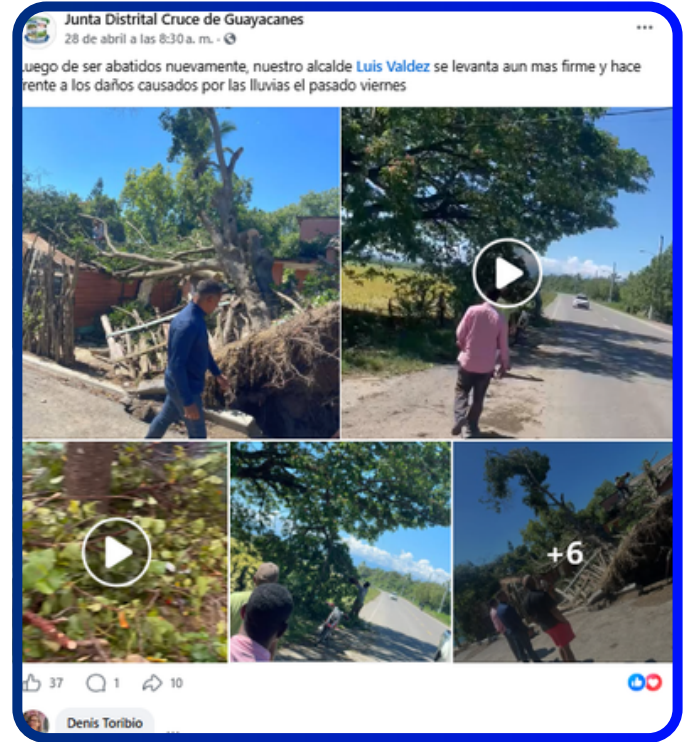 Junta Distrital Cruce de Guayacanes
28 de abril a las 8:30 a. m. ·
uego de ser abatidos nuevamente, nuestro alcalde Luis Valdez se levanta aun mas firme y hace
rente a los daños causados por las lluvias el pasado viernes
+6
37 1 10
Denis Toribio